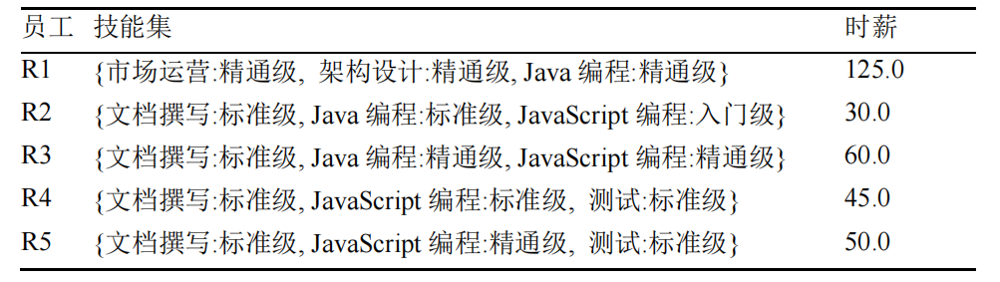 员工 技能集 时薪
R1 {市场运营:精通级, 架构设计:精通级, Java 编程:精通级} 125.0
R2 {文档撰写:标准级, Java 编程:标准级, JavaScript 编程:入门级} 30.0
R3 {文档撰写:标准级, Java 编程:精通级, JavaScript 编程:精通级} 60.0
R4 {文档撰写:标准级, JavaScript 编程:标准级, 测试:标准级} 45.0
R5 {文档撰写:标准级, JavaScript 编程:精通级, 测试:标准级} 50.0